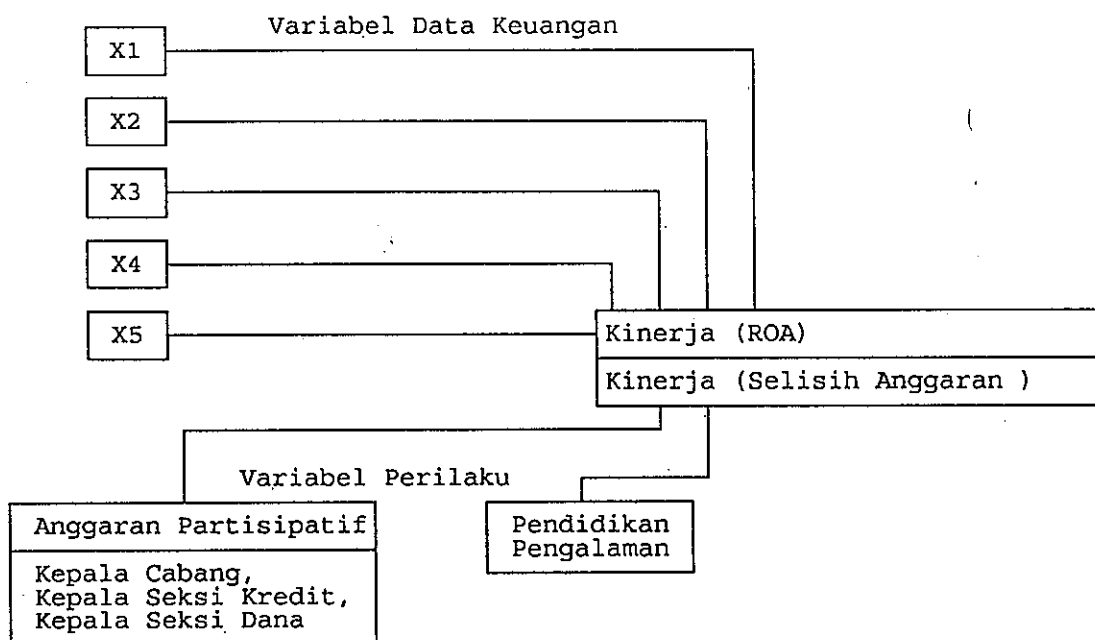 Variabel Data Keuangan
X1
X2
X3
X4
X5
Kinerja (ROA)
Kinerja (Selisih Anggaran )
Variabel Perilaku
Anggaran Partisipatif
Kepala Cabang,
Kepala Seksi Kredit,
Kepala Seksi Dana
Pendidikan
Pengalaman